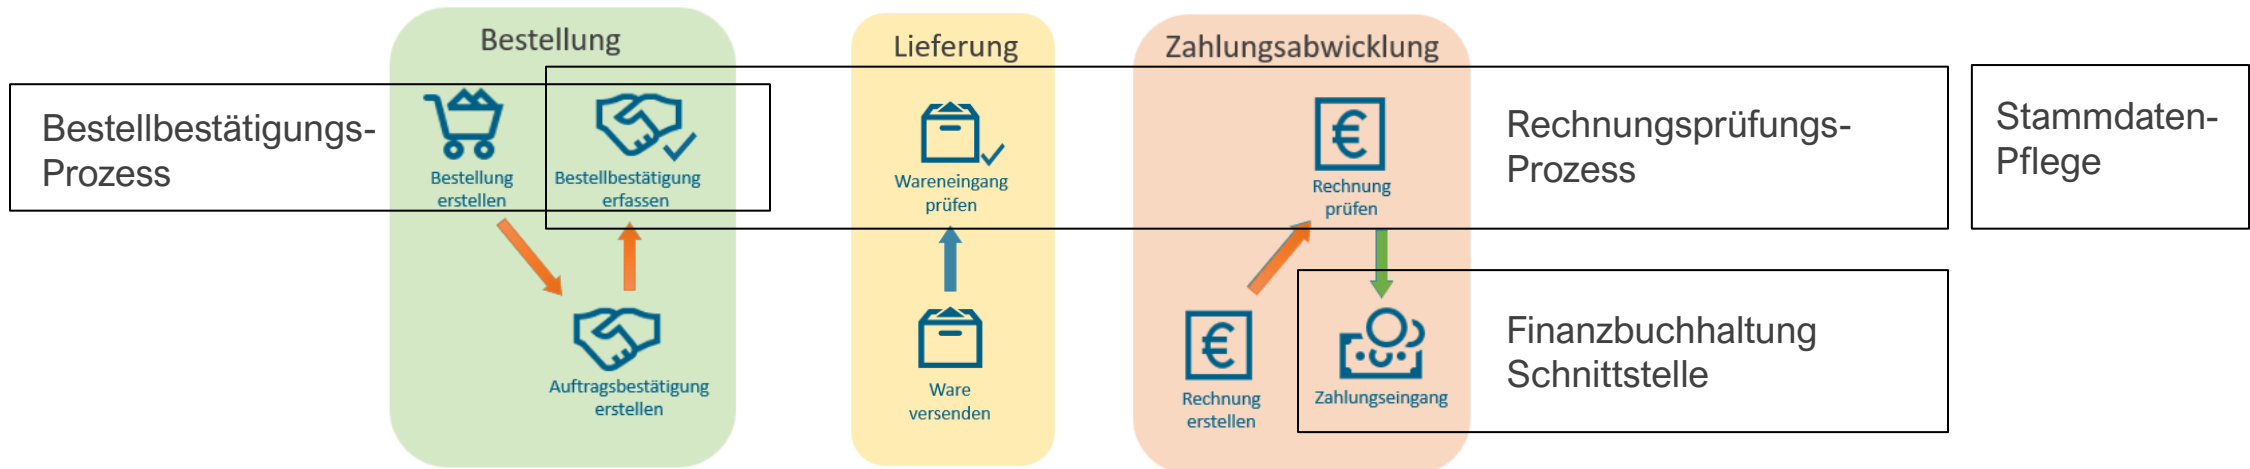 Bestellung
Lieferung
Zahlungsabwicklung
Bestellbestätigungs-
Prozess
Bestellung
erstellen
Bestellbestätigung
erfassen
Wareneingang
prüfen
Rechnung
prüfen
Rechnungsprüfungs-
Prozess
Stammdaten-
Pflege
Auftragsbestätigung
erstellen
Ware
versenden
Rechnung
erstellen
Zahlungseingang
Finanzbuchhaltung
Schnittstelle